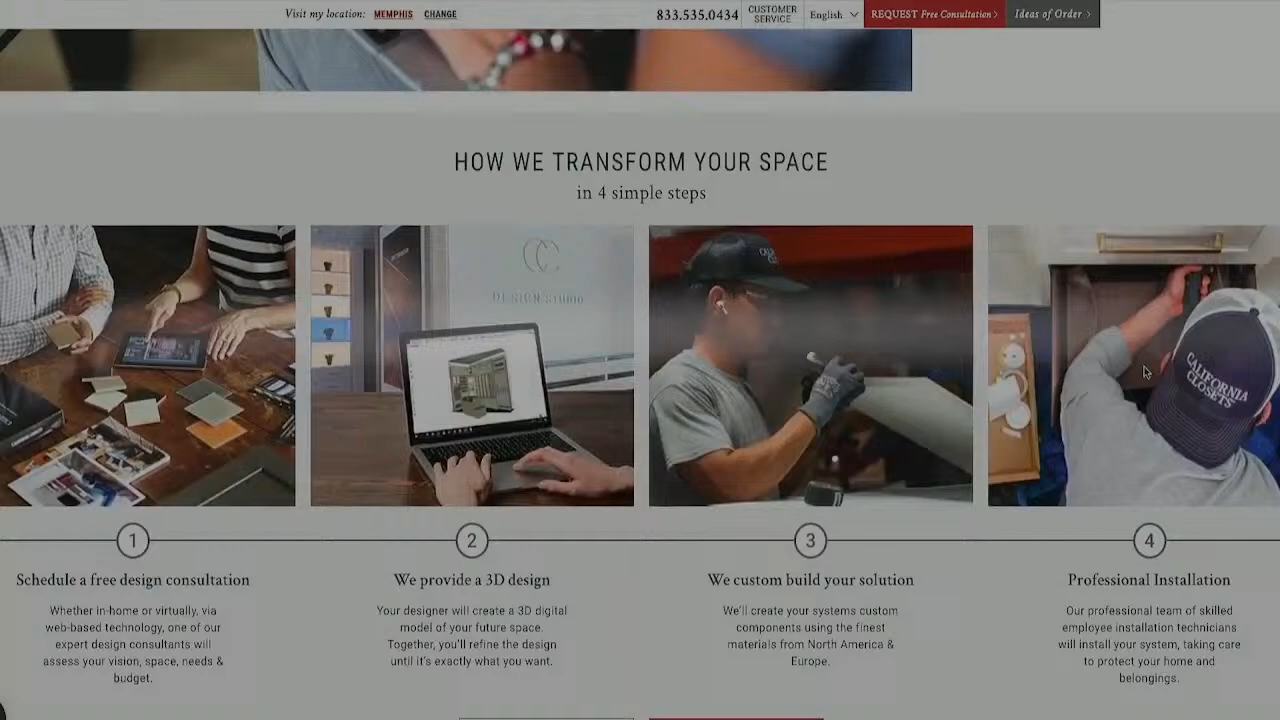 Visit my location: MEMPHIS CHANGE
833.535.0434
CUSTOMER
SERVICE
English
REQUEST Free Consultation >
Ideas of Order >
HOW WE TRANSFORM YOUR SPACE
in 4 simple steps
CC
DESIGN STUDIO
CALIFORNIA
CLOSETS
1
2
3
4
Schedule a free design consultation
Whether in-home or virtually, via
web-based technology, one of our
expert design consultants will
assess your vision, space, needs &
budget.
We provide a 3D design
Your designer will create a 3D digital
model of your future space.
Together, you'll refine the design
until it's exactly what you want.
We custom build your solution
We'll create your systems custom
components using the finest
materials from North America &
Europe.
Professional Installation
Our professional team of skilled
employee installation technicians
will install your system, taking care
to protect your home and
belongings.